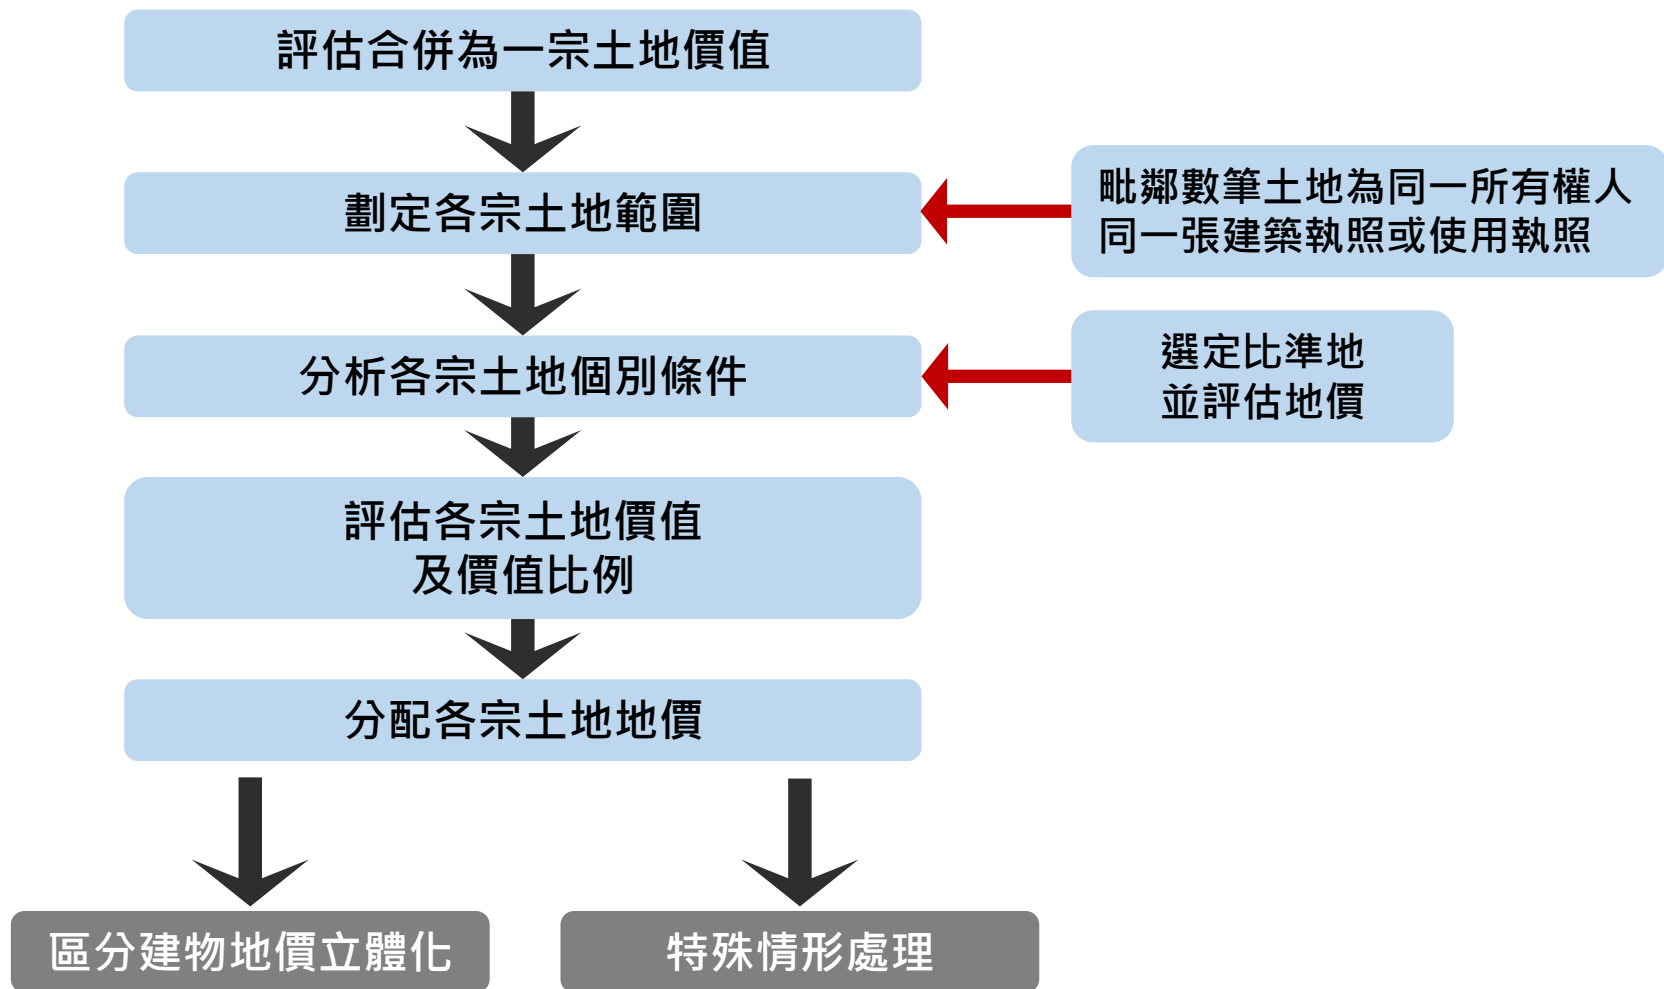 評估合併為一宗土地價值
劃定各宗土地範圍
毗鄰數筆土地為同一所有權人
同一張建築執照或使用執照
分析各宗土地個別條件
選定比準地
並評估地價
評估各宗土地價值
及價值比例
分配各宗土地地價
區分建物地價立體化
特殊情形處理